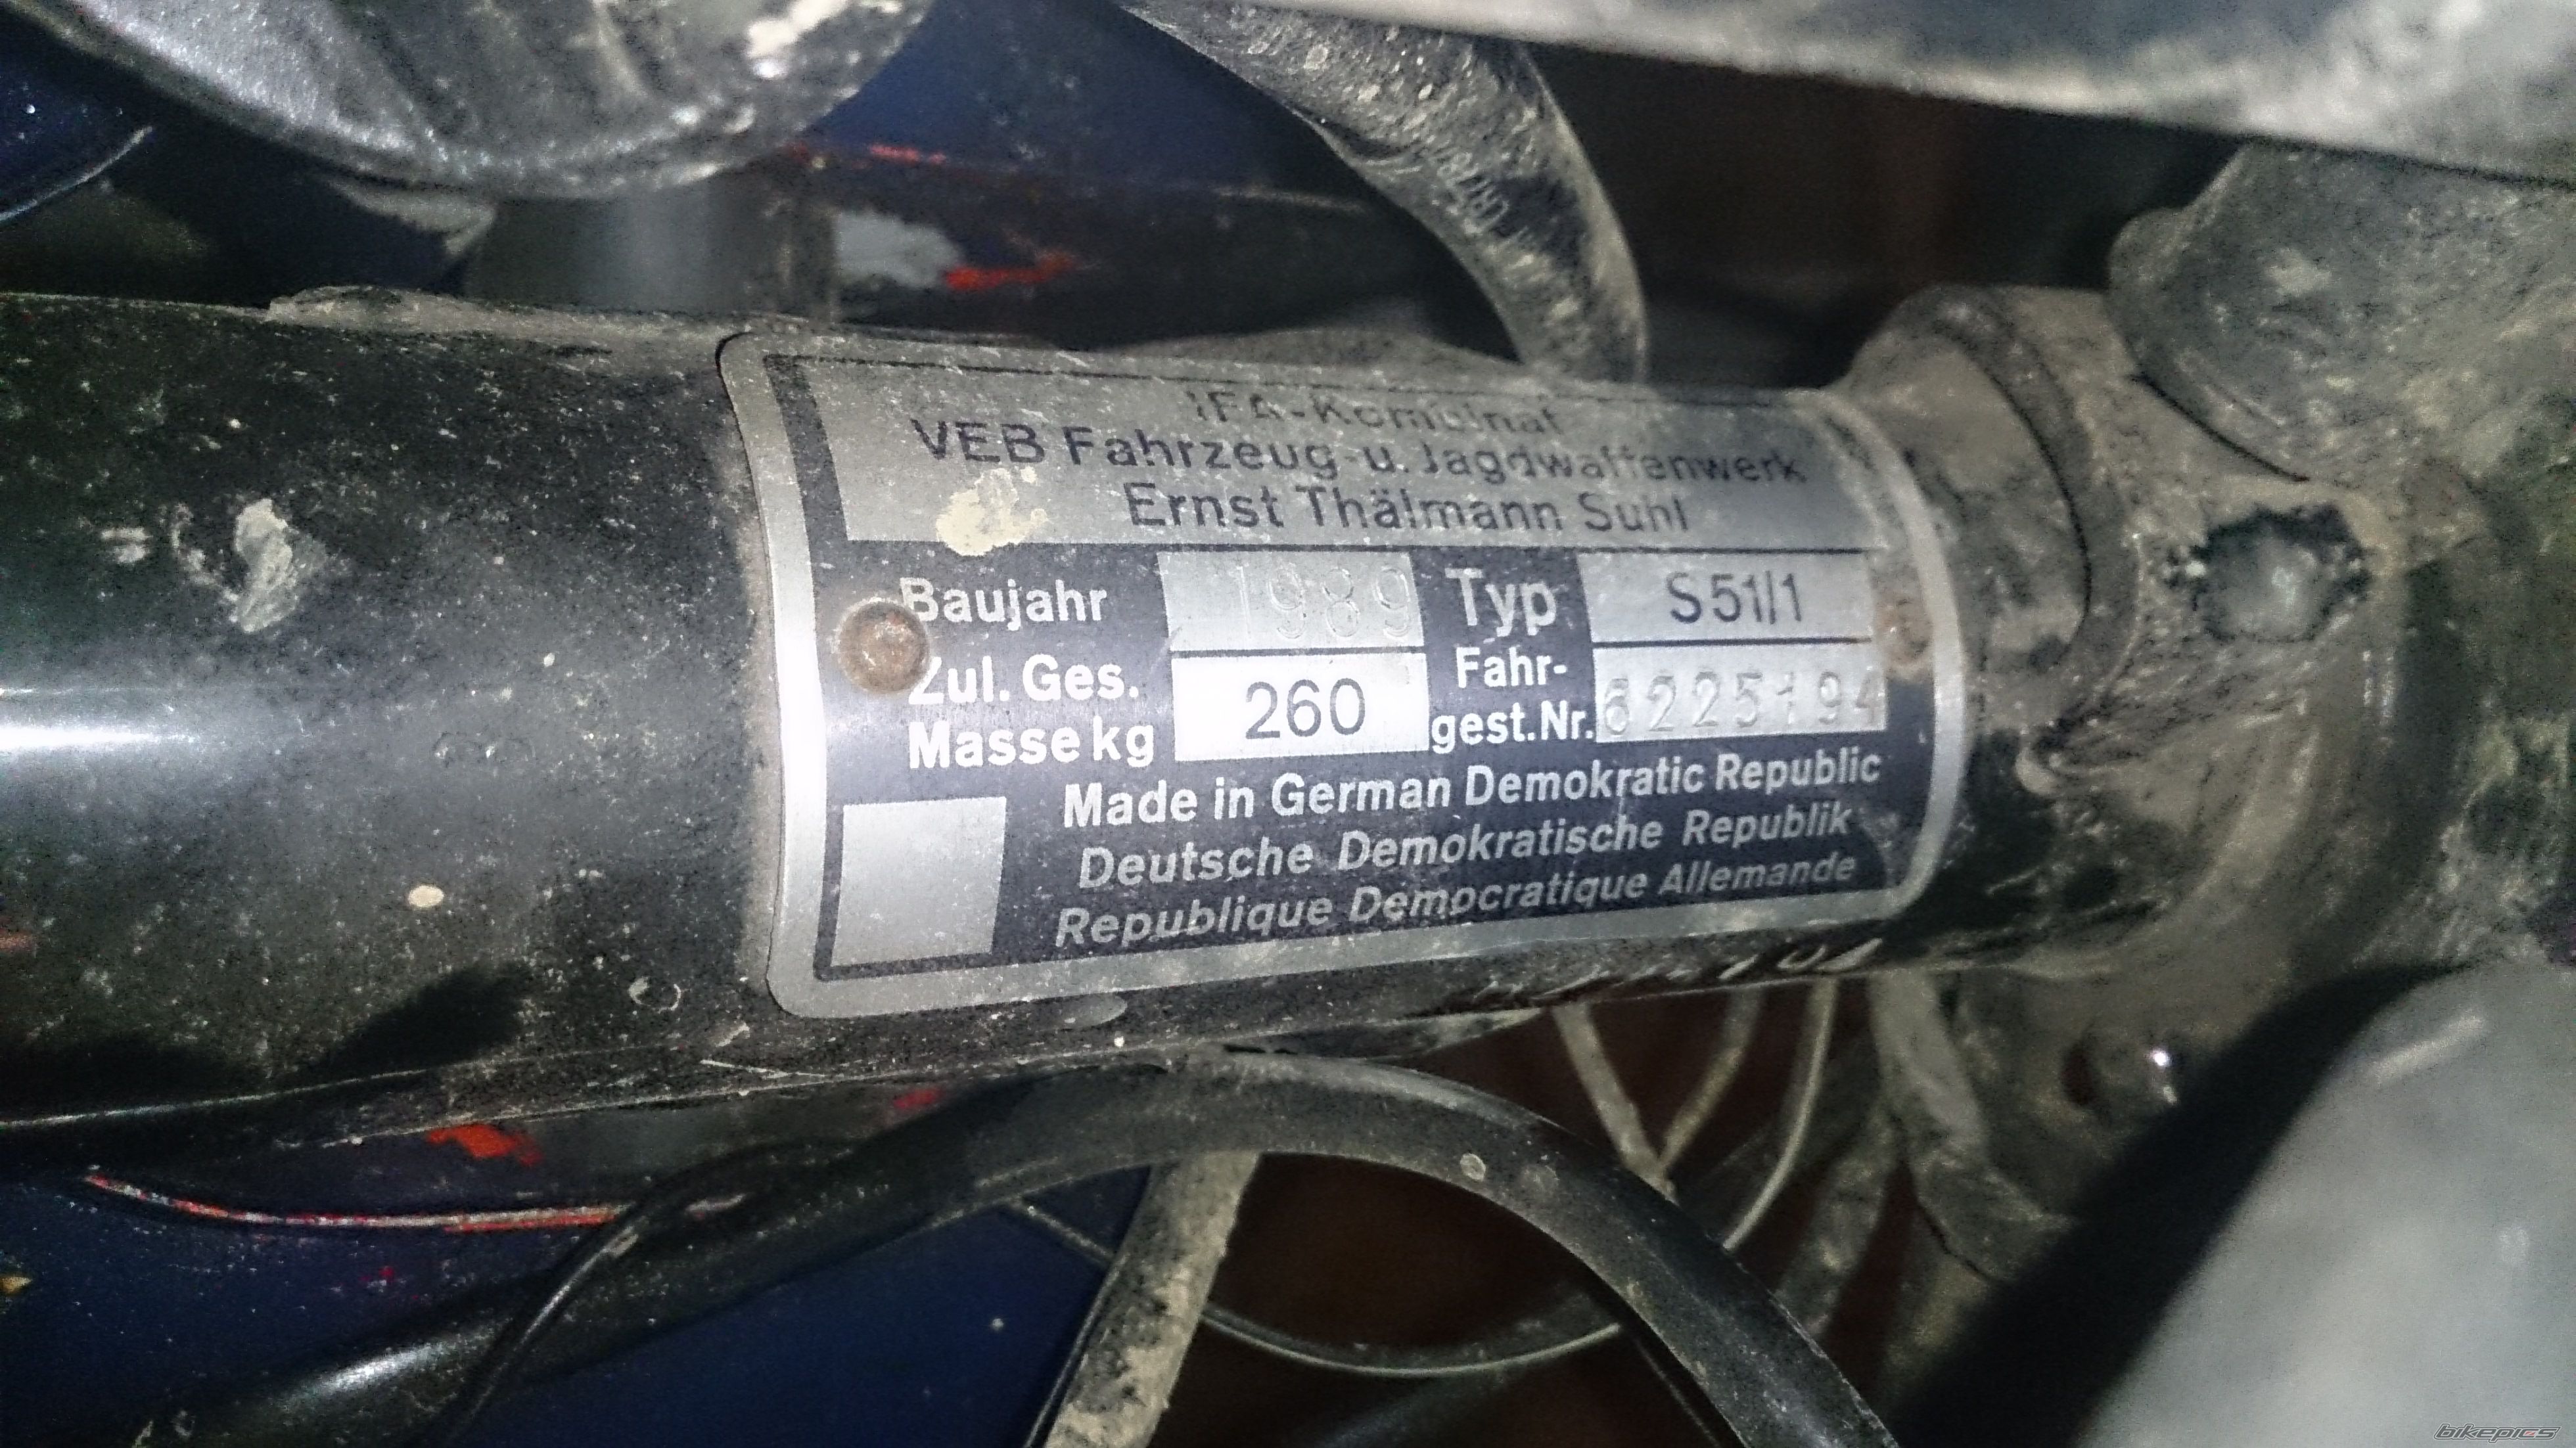 IFA-Kombinat
VEB Fahrzeug-u. Jagdwaffenwerk
Ernst Thälmann Suhl
Baujahr 1989 Typ S51/1
Zul. Ges. Masse kg 260 Fahr-gest.Nr. 6225194
Made in German Demokratic Republic
Deutsche Demokratische Republik
Republique Democratique Allemande
bikepics